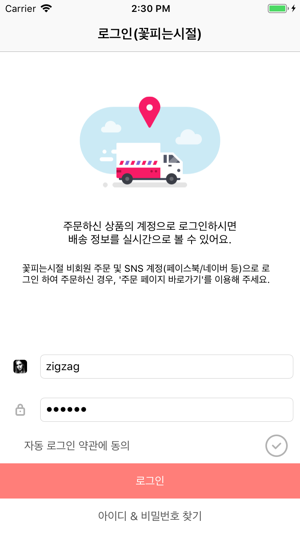 Carrier 2:30 PM
로그인(꽃피는시절)
주문하신 상품의 계정으로 로그인하시면
배송 정보를 실시간으로 볼 수 있어요.
꽃피는시절 비회원 주문 및 SNS 계정(페이스북/네이버 등)으로 로
그인 하여 주문하신 경우, '주문 페이지 바로가기'를 이용해 주세요.
zigzag
●●●●●●
자동 로그인 약관에 동의
로그인
아이디 & 비밀번호 찾기